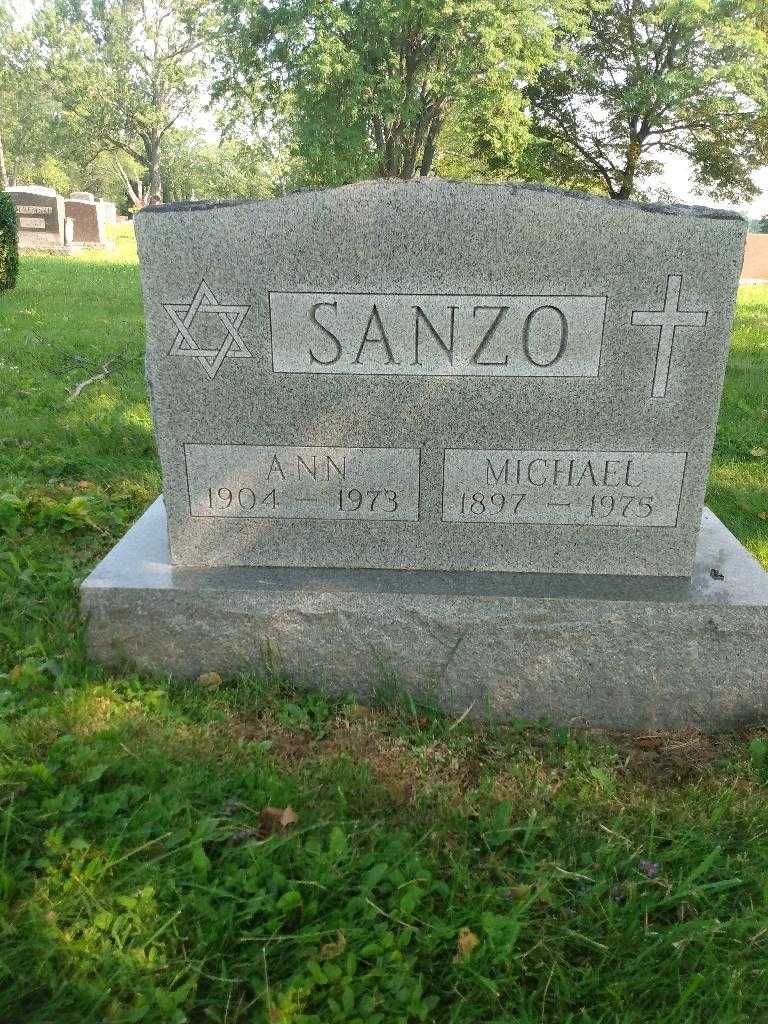 SANZO
ANN
1904 — 1973
MICHAEL
1897 — 1975